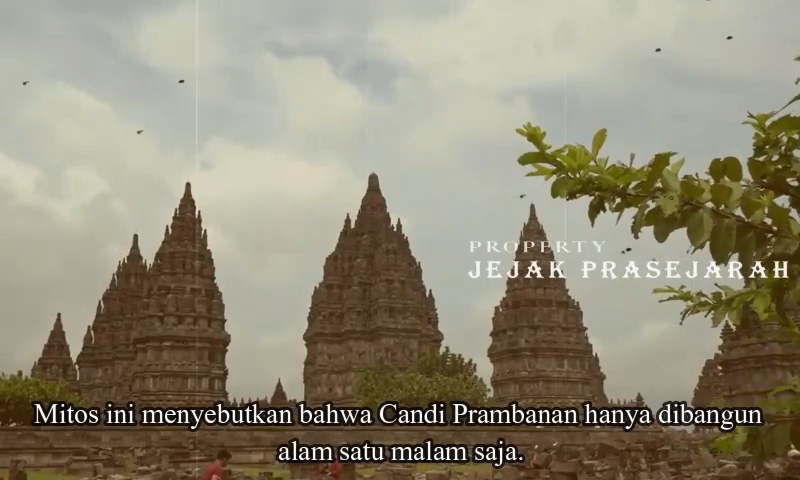 PROPERTY
JEJAK PRASEJARAH
Mitos ini menyebutkan bahwa Candi Prambanan hanya dibangun
alam satu malam saja.